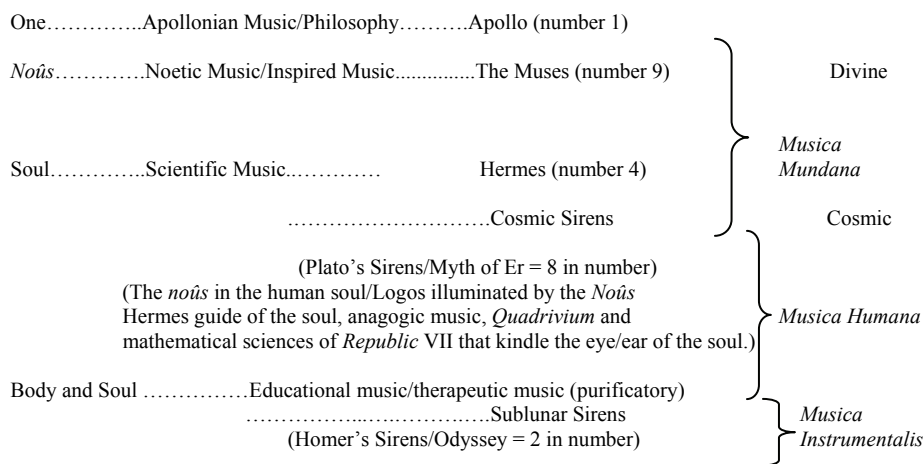 One…………..Apollonian Music/Philosophy……….Apollo (number 1)
Noûs………….Noetic Music/Inspired Music...............The Muses (number 9) Divine
Musica
Soul…………..Scientific Music..………… Hermes (number 4) Mundana
..……………………….Cosmic Sirens Cosmic
(Plato’s Sirens/Myth of Er = 8 in number)
(The noûs in the human soul/Logos illuminated by the Noûs
Hermes guide of the soul, anagogic music, Quadrivium and Musica Humana
mathematical sciences of Republic VII that kindle the eye/ear of the soul.)
Body and Soul ……………Educational music/therapeutic music (purificatory)
………………...…..………….Sublunar Sirens Musica
(Homer’s Sirens/Odyssey = 2 in number) Instrumentalis